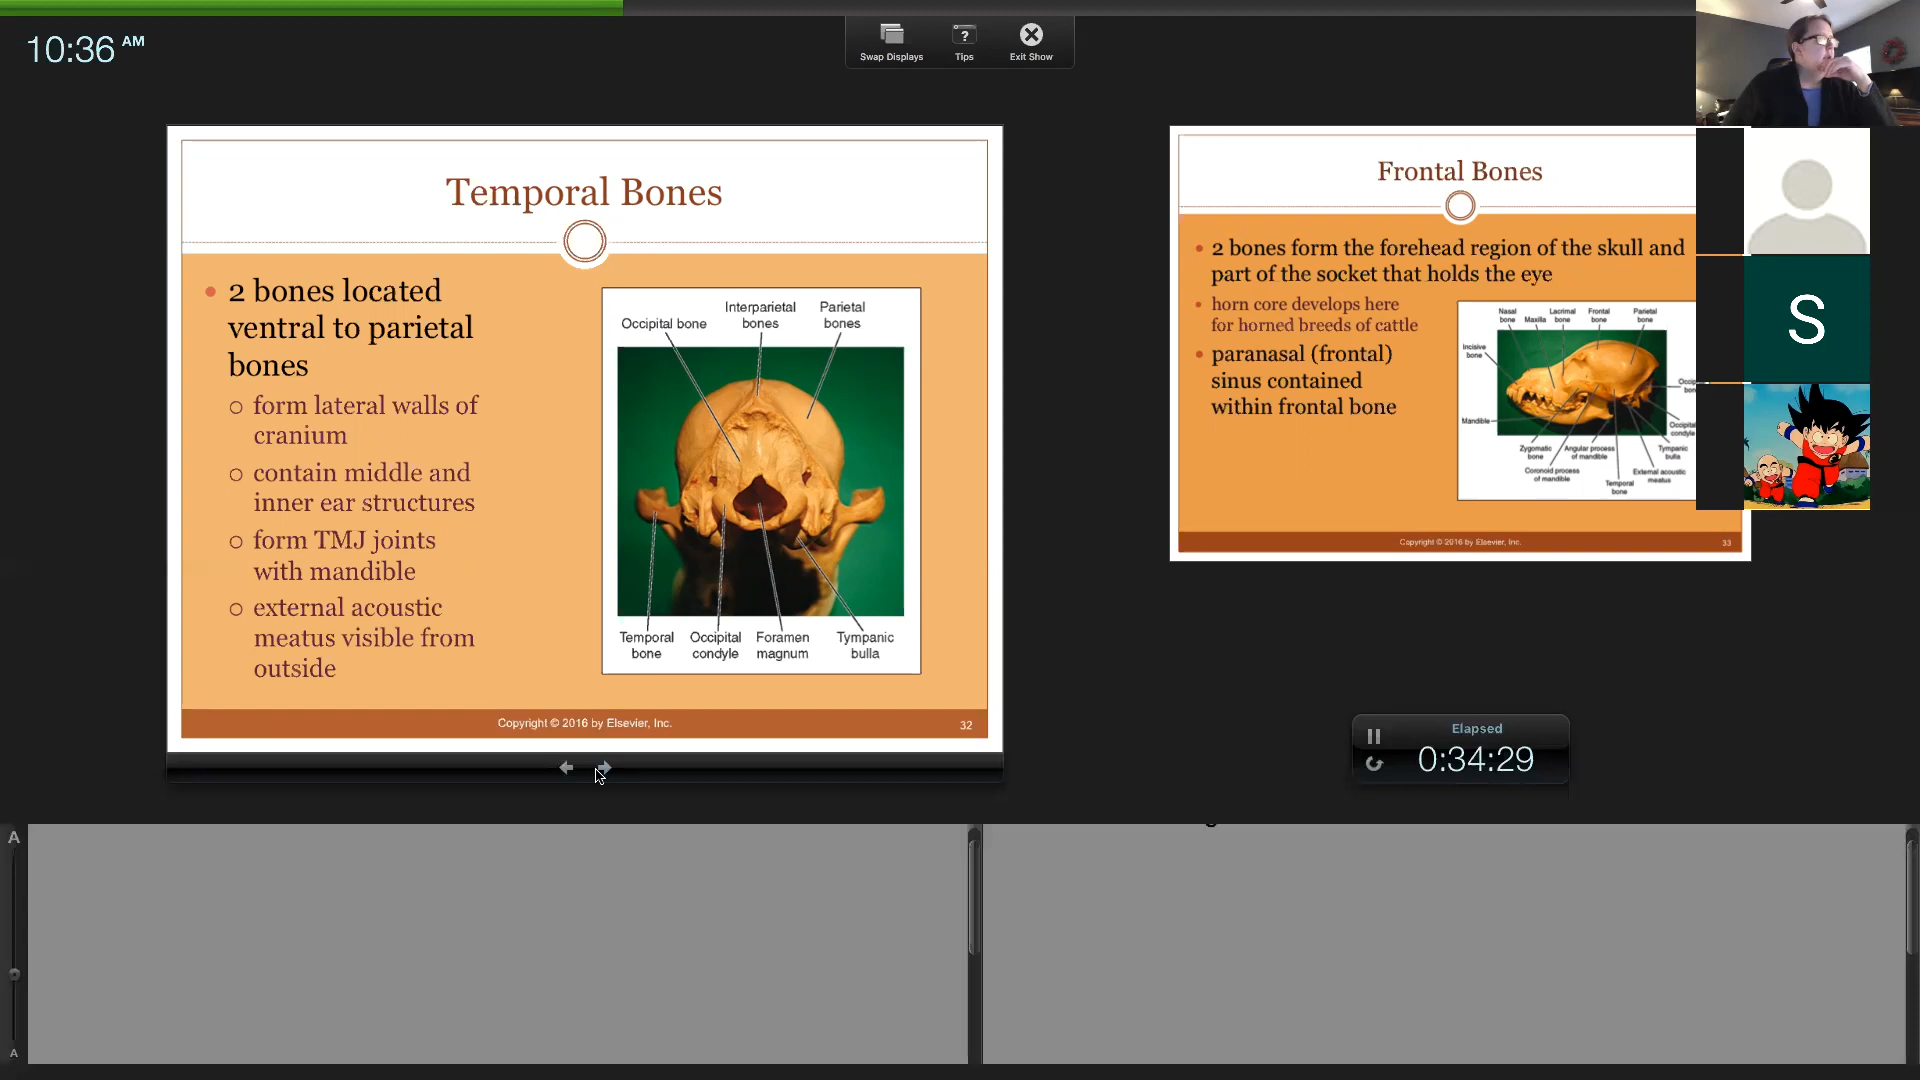 10:36 AM
Swap Displays
Tips
Exit Show
Temporal Bones
2 bones located
ventral to parietal
bones
form lateral walls of
cranium
contain middle and
inner ear structures
form TMJ joints
with mandible
external acoustic
meatus visible from
outside
Occipital bone
Interparietal
bones
Parietal
bones
Temporal
bone
Occipital
condyle
Foramen
magnum
Tympanic
bulla
Copyright © 2016 by Elsevier, Inc.
32
Frontal Bones
2 bones form the forehead region of the skull and
part of the socket that holds the eye
horn core develops here
for horned breeds of cattle
paranasal (frontal)
sinus contained
within frontal bone
Nasal
bone
Maxilla
Lacrimal
bone
Frontal
bone
Parietal
bone
Incisive
bone
Mandible
Zygomatic
bone
Coronoid process
of mandible
Angular process
of mandible
Temporal
bone
External acoustic
meatus
Tympanic
bulla
Occipital
condyle
Copyright © 2016 by Elsevier, Inc.
33
S
Elapsed
0:34:29
A
A